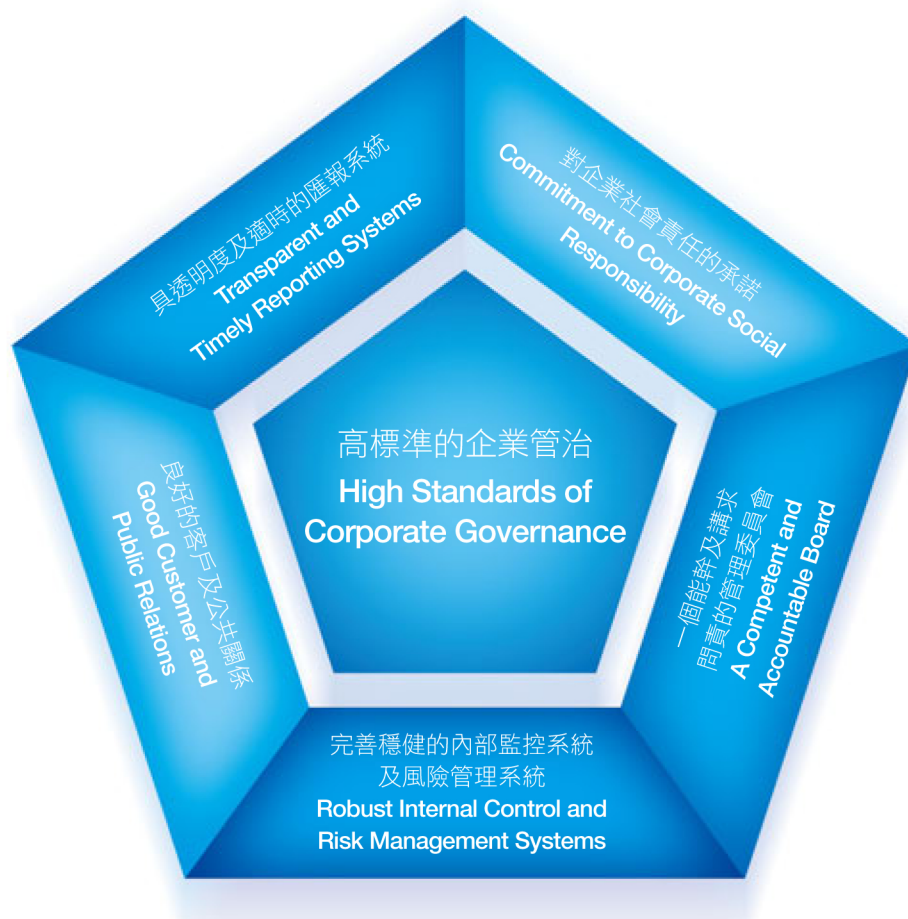 具透明度及適時的匯報系統
Transparent and
Timely Reporting Systems
對企業社會責任的承諾
Commitment to Corporate Social
Responsibility
高標準的企業管治
High Standards of
Corporate Governance
良好的客戶及公共關係
Good Customer and
Public Relations
一個能幹及講求
問責的管理委員會
A Competent and
Accountable Board
完善穩健的內部監控系統
及風險管理系統
Robust Internal Control and
Risk Management Systems